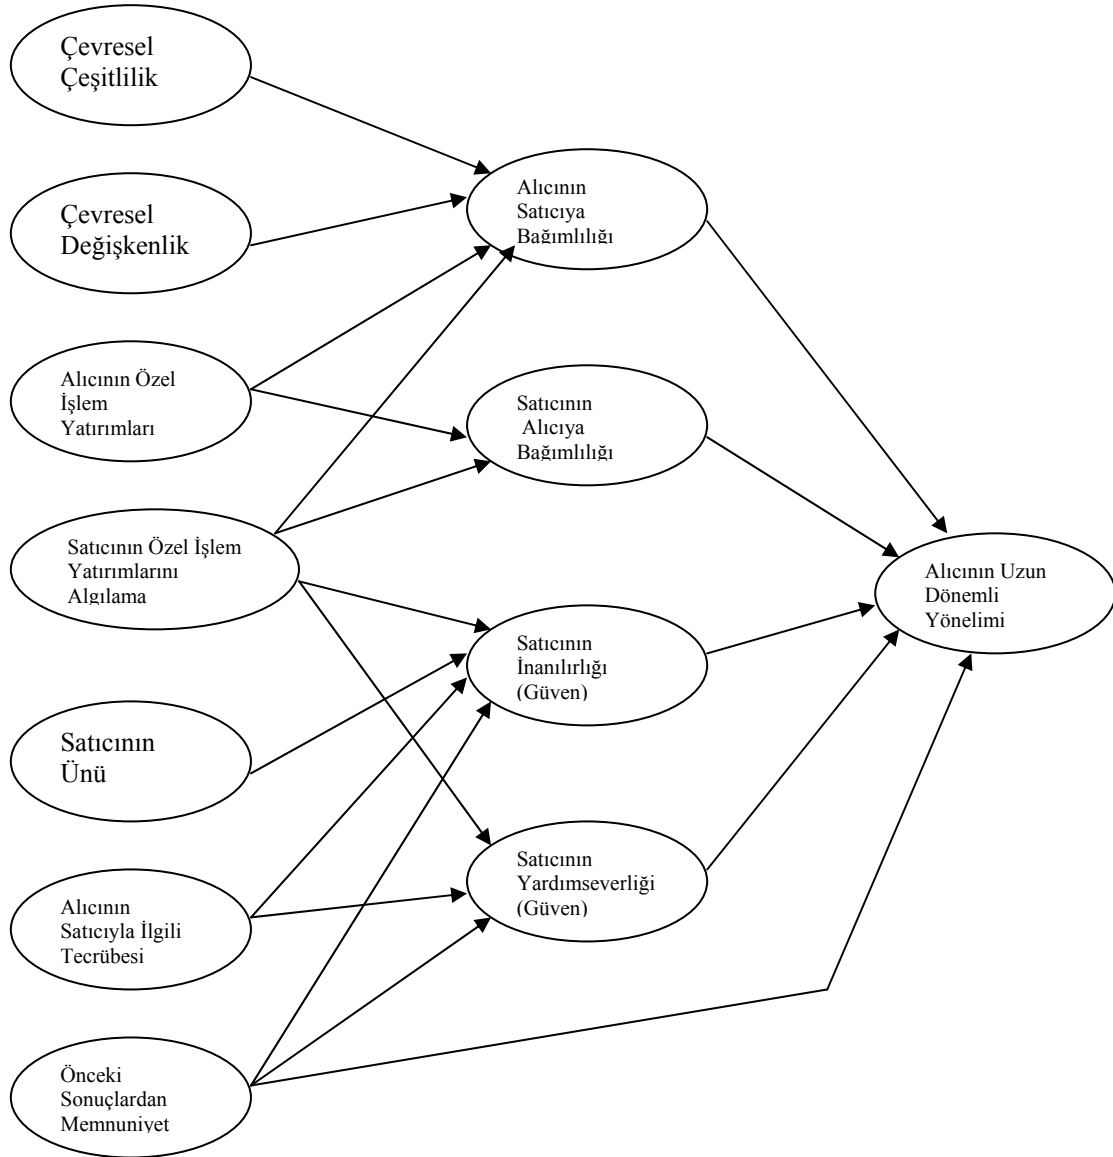 Çevresel
Çeşitlilik
Çevresel
Değişkenlik
Alıcının Özel
İşlem
Yatırımları
Satıcının Özel İşlem
Yatırımlarını
Algılama
Satıcının
Ünü
Alıcının
Satıcıyla İlgili
Tecrübesi
Önceki
Sonuçlardan
Memnuniyet
Alıcının
Satıcıya
Bağımlılığı
Satıcının
Alıcıya
Bağımlılığı
Satıcının
İnanılırlığı
(Güven)
Satıcının
Yardımseverliği
(Güven)
Alıcının Uzun
Dönemli
Yönelimi